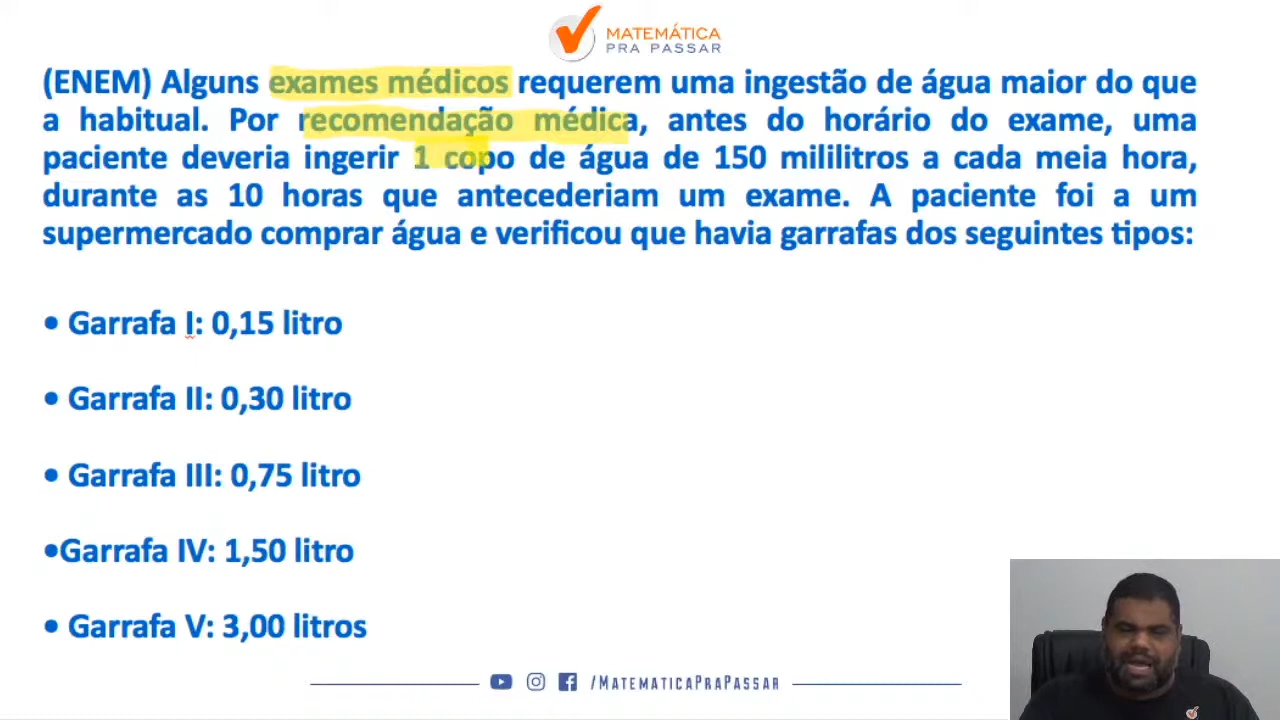 MATEMÁTICA
PRA PASSAR
(ENEM) Alguns exames médicos requerem uma ingestão de água maior do que
a habitual. Por recomendação médica, antes do horário do exame, uma
paciente deveria ingerir 1 copo de água de 150 mililitros a cada meia hora,
durante as 10 horas que antecederiam um exame. A paciente foi a um
supermercado comprar água e verificou que havia garrafas dos seguintes tipos:
• Garrafa I: 0,15 litro
• Garrafa II: 0,30 litro
• Garrafa III: 0,75 litro
•Garrafa IV: 1,50 litro
• Garrafa V: 3,00 litros
/MATEMATICAPRAPASSAR